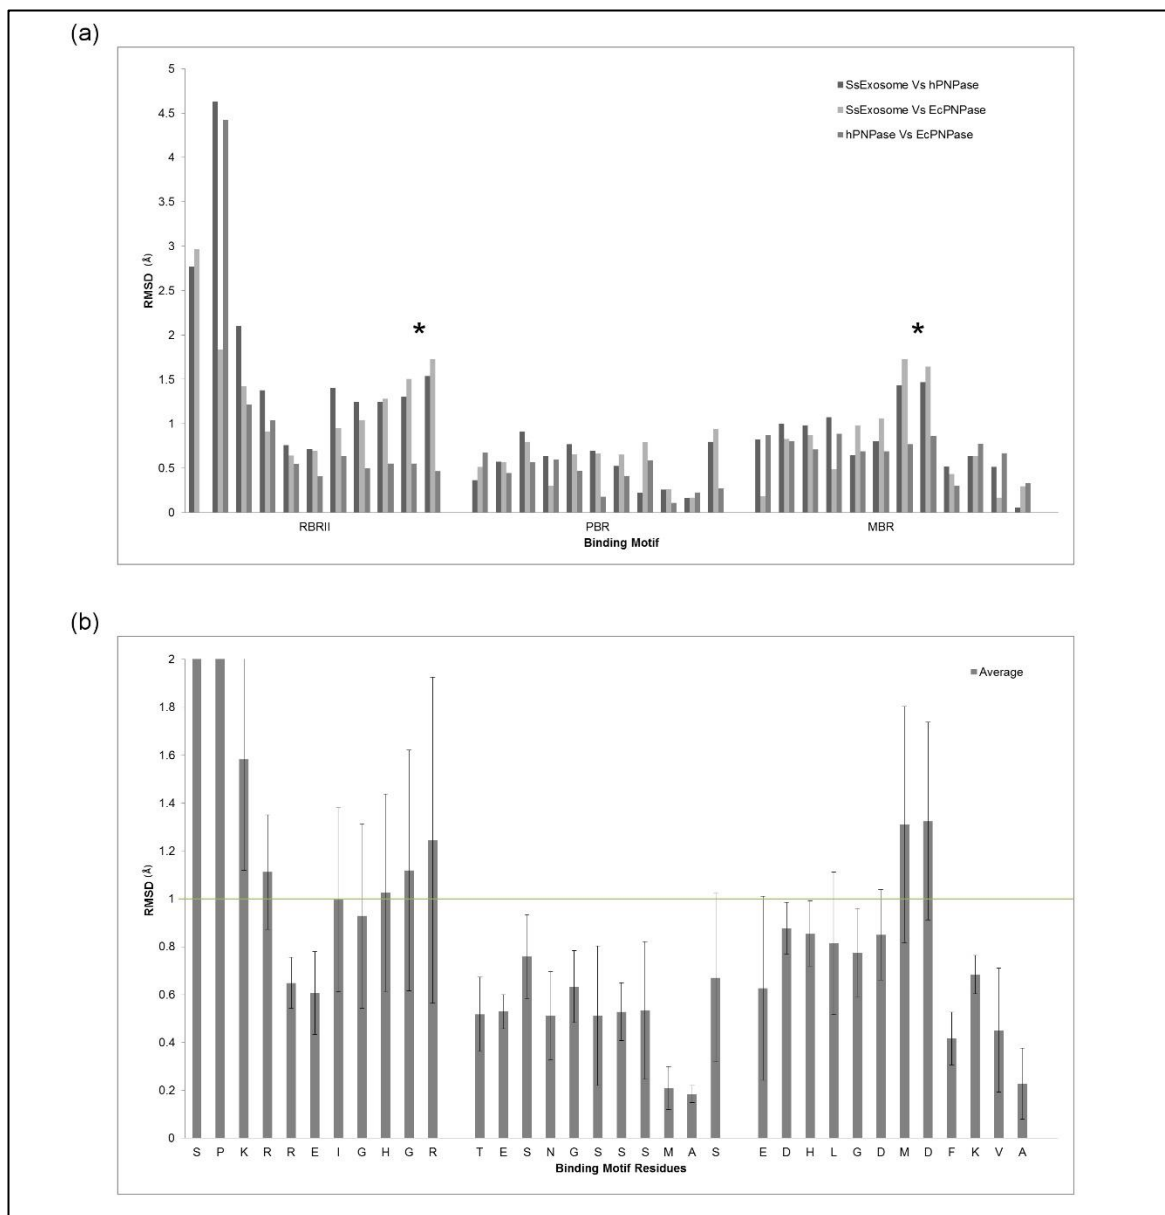 (a)
5
4.5
4
3.5
3
2.5
2
1.5
1
0.5
0
RMSD (Å)
SsExosome Vs hPNPase
SsExosome Vs EcPNPase
hPNPase Vs EcPNPase
* *
RBRII PBR MBR
Binding Motif
(b)
2
1.8
1.6
1.4
1.2
1
0.8
0.6
0.4
0.2
0
RMSD (Å)
Average
S P K R R E I G H G R T E S N G S S S M A S E D H L G D M D F K V A
Binding Motif Residues